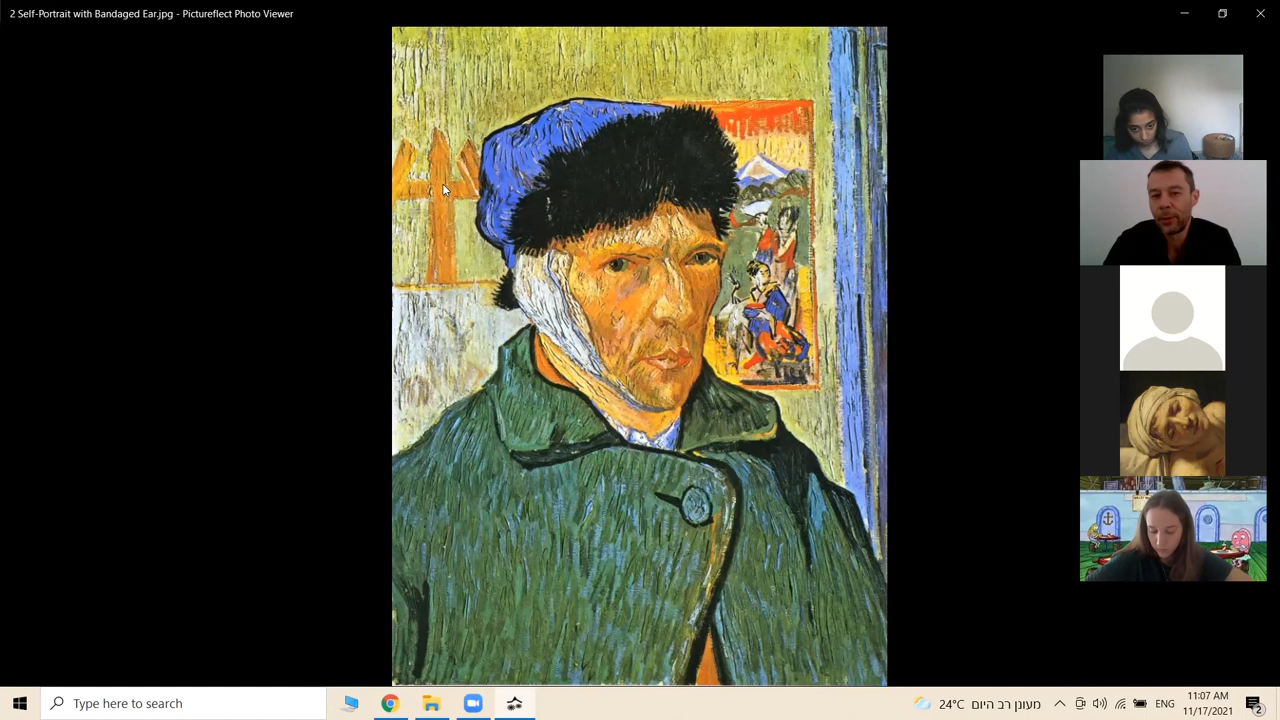 2 Self-Portrait with Bandaged Ear.jpg - Pictureflect Photo Viewer
Type here to search
24°C מעונן רב היום
ENG
11:07 AM
11/17/2021
2